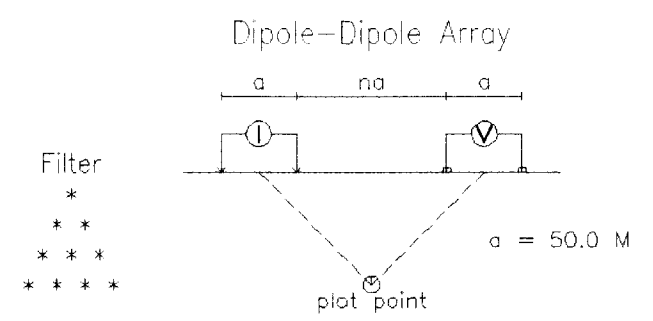 Dipole-Dipole Array
a na a
I V
Filter
*
* *
* * *
* * * *
a = 50.0 M
plot point